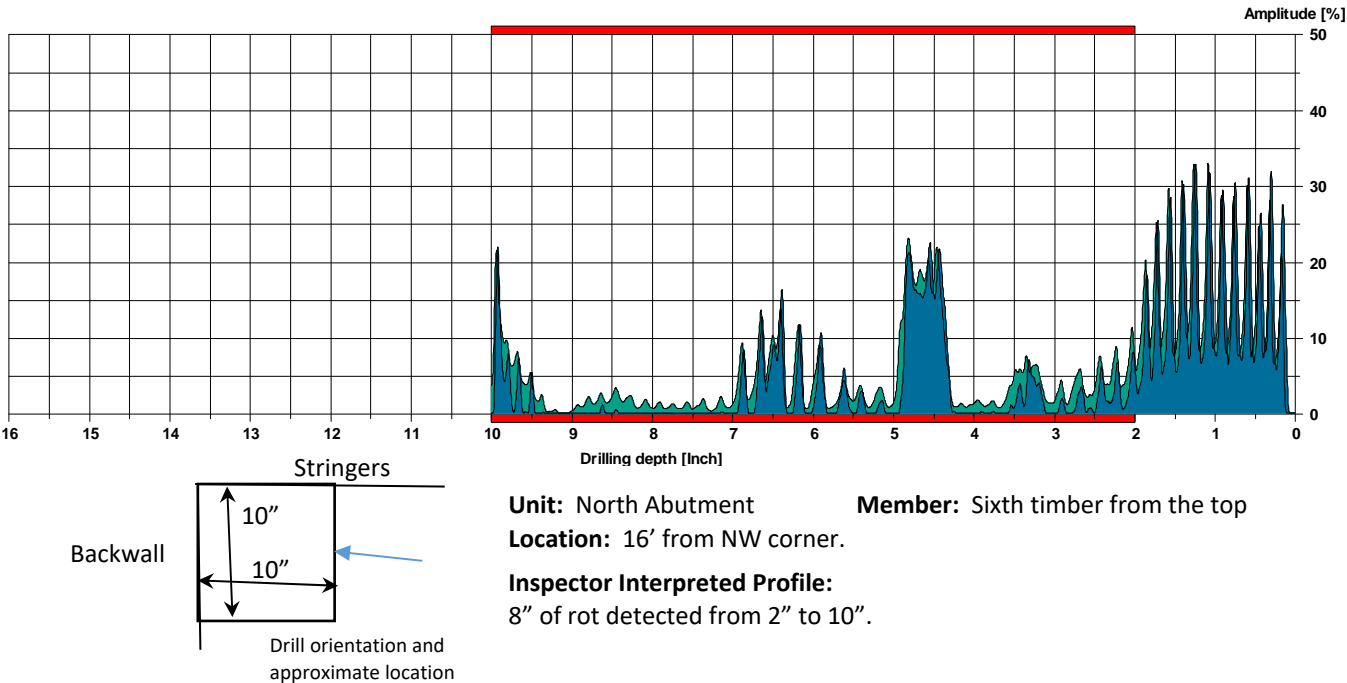 Amplitude [%]
50
40
30
20
10
0
16 15 14 13 12 11 10 9 8 7 6 5 4 3 2 1 0
Drilling depth [Inch]
Stringers
10”
Backwall
10”
Drill orientation and
approximate location
Unit: North Abutment Member: Sixth timber from the top
Location: 16’ from NW corner.
Inspector Interpreted Profile:
8” of rot detected from 2” to 10”.